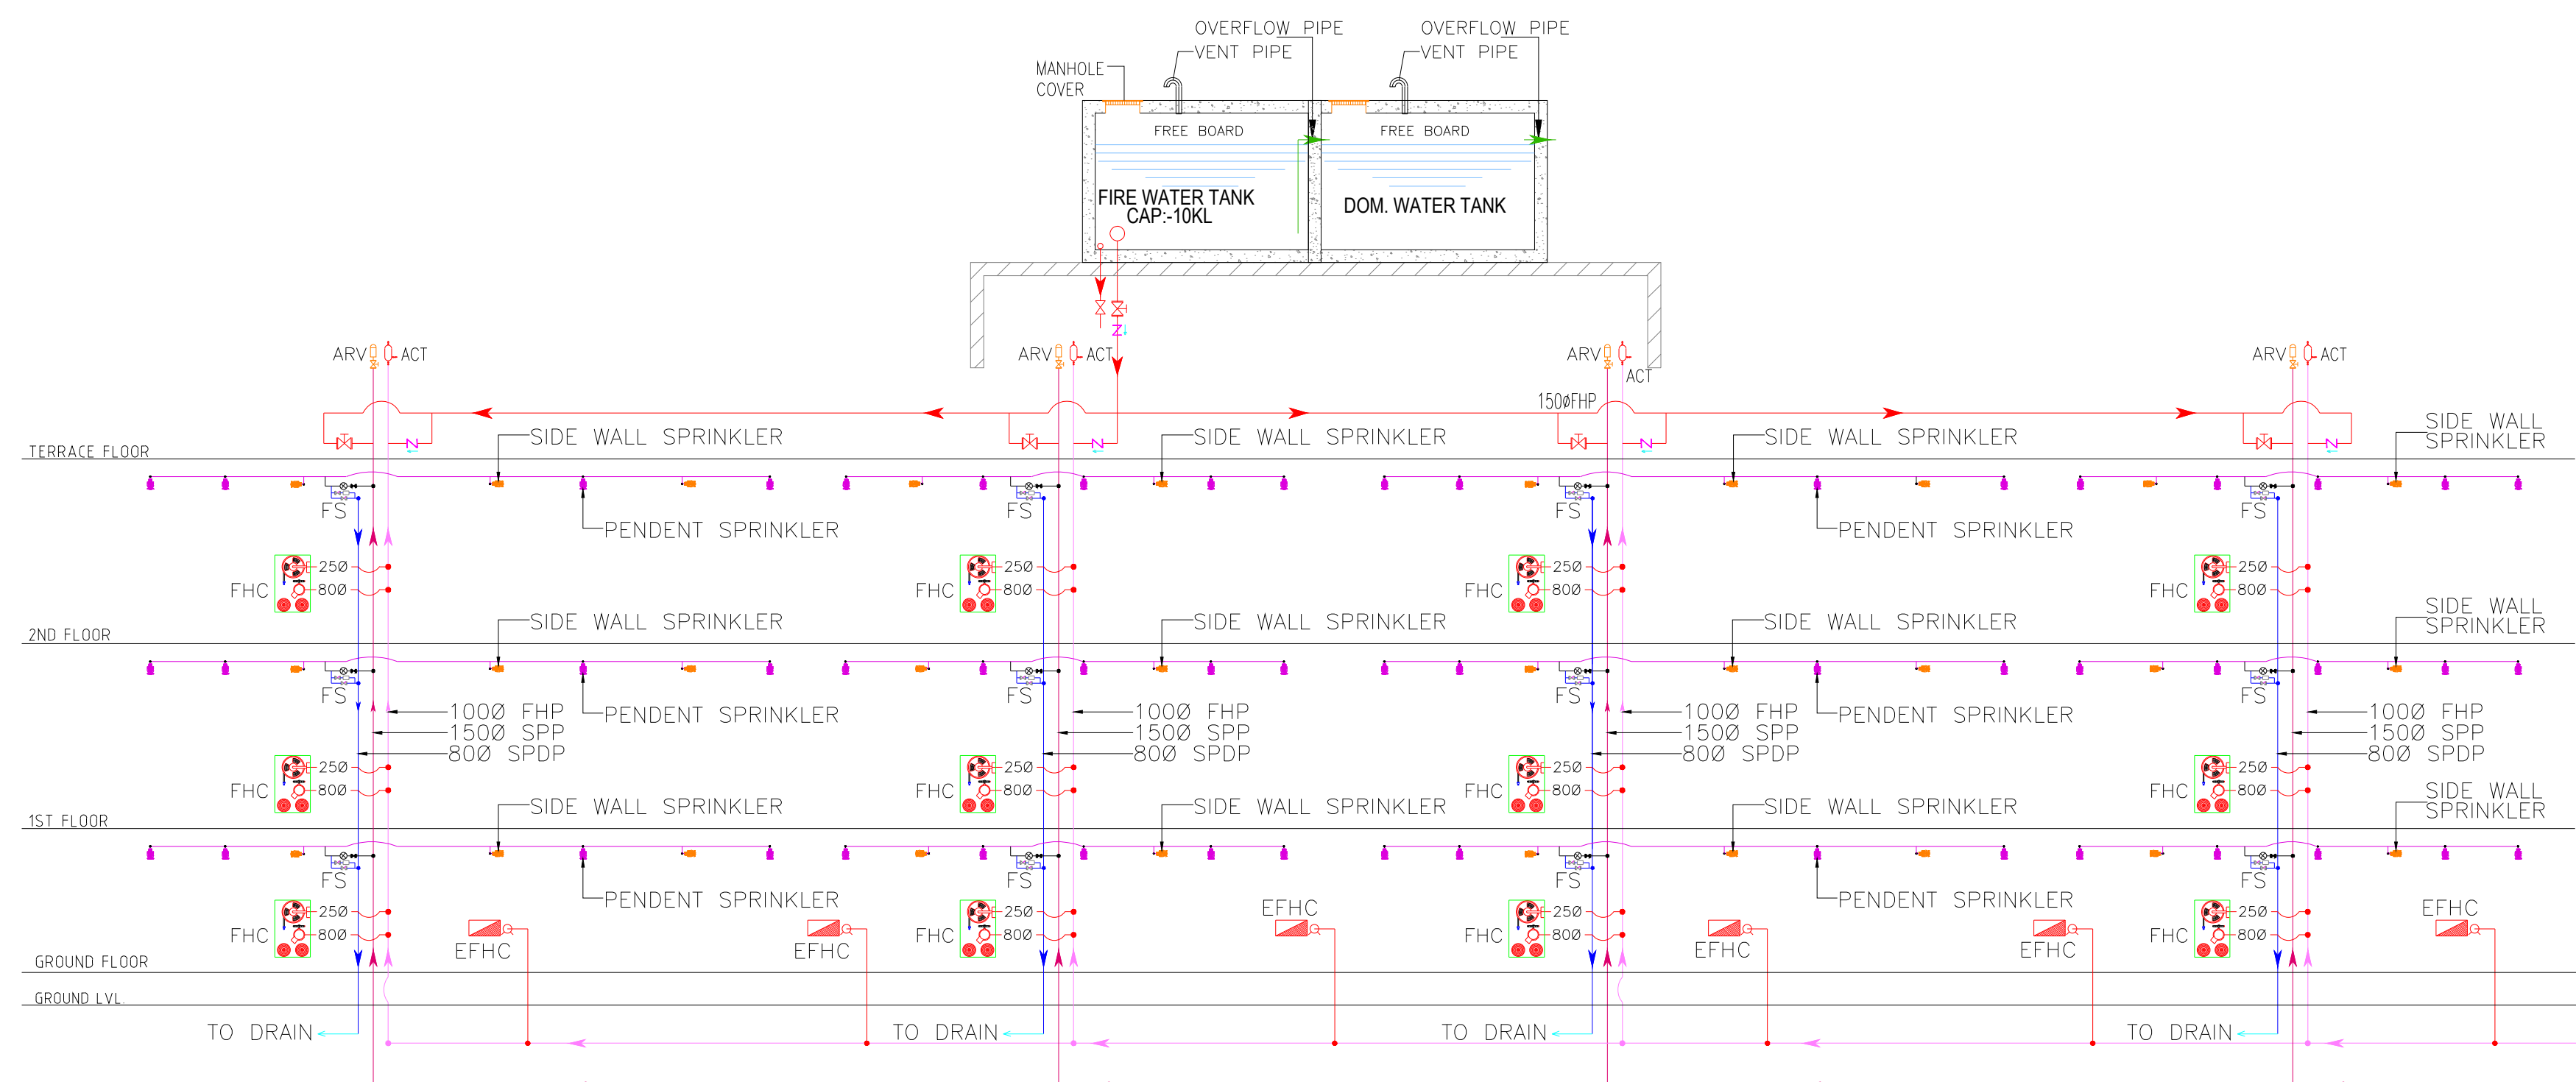 OVERFLOW PIPE
OVERFLOW PIPE
VENT PIPE
VENT PIPE
MANHOLE
COVER
FREE BOARD
FREE BOARD
FIRE WATER TANK
CAP:-10KL
DOM. WATER TANK
ARV
ACT
ARV
ACT
ARV
ACT
ARV
ACT
150øFHP
TERRACE FLOOR
SIDE WALL SPRINKLER
SIDE WALL SPRINKLER
SIDE WALL SPRINKLER
SIDE WALL
SPRINKLER
FS
PENDENT SPRINKLER
FS
FS
PENDENT SPRINKLER
FS
FHC
25Ø
80Ø
FHC
25Ø
80Ø
FHC
25Ø
80Ø
FHC
25Ø
80Ø
2ND FLOOR
SIDE WALL SPRINKLER
SIDE WALL SPRINKLER
SIDE WALL SPRINKLER
SIDE WALL
SPRINKLER
FS
PENDENT SPRINKLER
FS
FS
PENDENT SPRINKLER
FS
100Ø FHP
150Ø SPP
80Ø SPDP
100Ø FHP
150Ø SPP
80Ø SPDP
100Ø FHP
150Ø SPP
80Ø SPDP
100Ø FHP
150Ø SPP
80Ø SPDP
FHC
25Ø
80Ø
FHC
25Ø
80Ø
FHC
25Ø
80Ø
FHC
25Ø
80Ø
1ST FLOOR
SIDE WALL SPRINKLER
SIDE WALL SPRINKLER
SIDE WALL SPRINKLER
SIDE WALL
SPRINKLER
FS
PENDENT SPRINKLER
FS
FS
PENDENT SPRINKLER
FS
FHC
25Ø
80Ø
EFHC
EFHC
FHC
25Ø
80Ø
EFHC
FHC
25Ø
80Ø
EFHC
EFHC
FHC
25Ø
80Ø
EFHC
GROUND FLOOR
GROUND LVL.
TO DRAIN
TO DRAIN
TO DRAIN
TO DRAIN